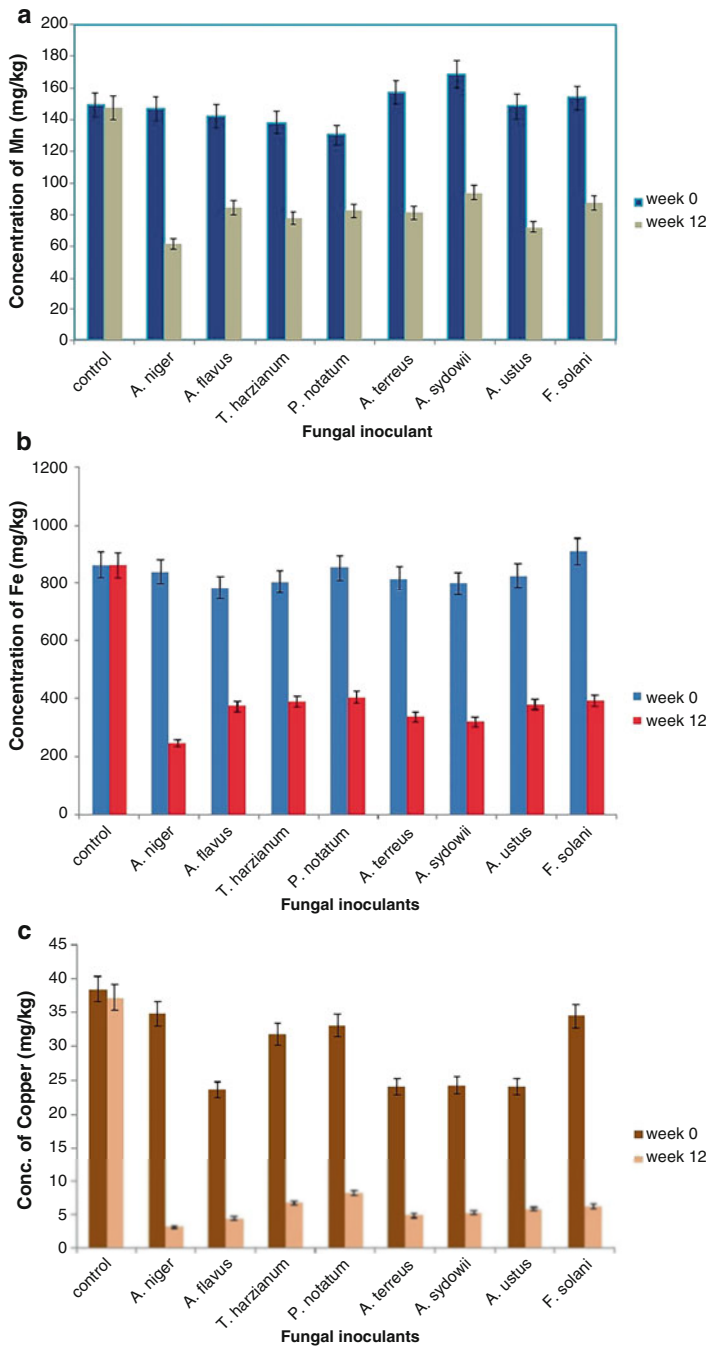 a
Concentration of Mn (mg/kg)
200
180
160
140
120
100
80
60
40
20
0
week 0
week 12
control
A. niger
A. flavus
T. harzianum
P. notatum
A. terreus
A. sydowii
A. ustus
F. solani
Fungal inoculant
b
Concentration of Fe (mg/kg)
1200
1000
800
600
400
200
0
week 0
week 12
control
A. niger
A. flavus
T. harzianum
P. notatum
A. terreus
A. sydowii
A. ustus
F. solani
Fungal inoculants
c
Conc. of Copper (mg/kg)
45
40
35
30
25
20
15
10
5
0
week 0
week 12
control
A. niger
A. flavus
T. harzianum
P. notatum
A. terreus
A. sydowii
A. ustus
F. solani
Fungal inoculants